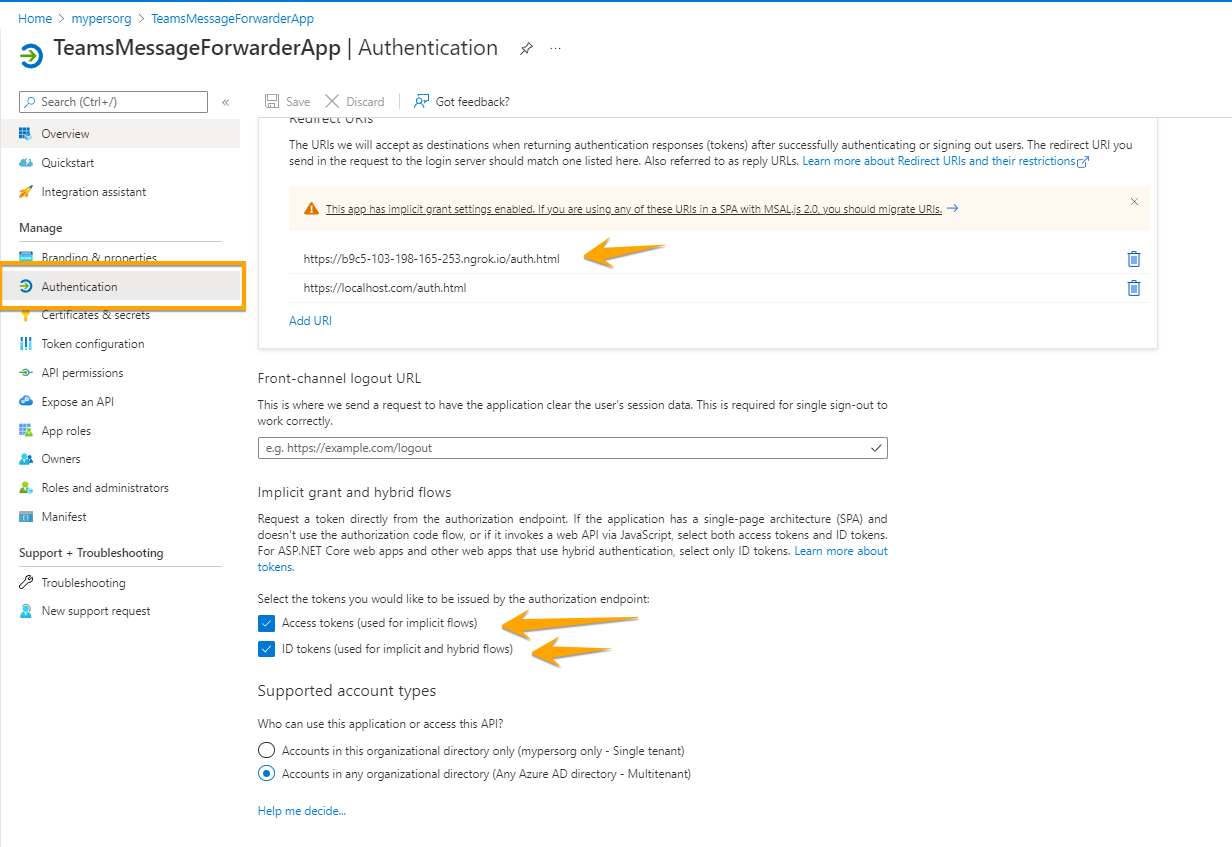 Home > mypersorg > TeamsMessageForwarderApp
TeamsMessageForwarderApp | Authentication
Search (Ctrl+/)
«
Save
Discard
Got feedback?
Overview
Quickstart
Integration assistant
Manage
Branding & properties
Authentication
Certificates & secrets
Token configuration
API permissions
Expose an API
App roles
Owners
Roles and administrators
Manifest
Support + Troubleshooting
Troubleshooting
New support request
Redirect URIs
The URIs we will accept as destinations when returning authentication responses (tokens) after successfully authenticating or signing out users. The redirect URI you
send in the request to the login server should match one listed here. Also referred to as reply URLs. Learn more about Redirect URIs and their restrictions
This app has implicit grant settings enabled. If you are using any of these URIs in a SPA with MSAL.js 2.0, you should migrate URIs. →
https://b9c5-103-198-165-253.ngrok.io/auth.html
https://localhost.com/auth.html
Add URI
Front-channel logout URL
This is where we send a request to have the application clear the user's session data. This is required for single sign-out to
work correctly.
e.g. https://example.com/logout
Implicit grant and hybrid flows
Request a token directly from the authorization endpoint. If the application has a single-page architecture (SPA) and
doesn't use the authorization code flow, or if it invokes a web API via JavaScript, select both access tokens and ID tokens.
For ASP.NET Core web apps and other web apps that use hybrid authentication, select only ID tokens. Learn more about
tokens.
Select the tokens you would like to be issued by the authorization endpoint:
Access tokens (used for implicit flows)
ID tokens (used for implicit and hybrid flows)
Supported account types
Who can use this application or access this API?
Accounts in this organizational directory only (mypersorg only - Single tenant)
Accounts in any organizational directory (Any Azure AD directory - Multitenant)
Help me decide...